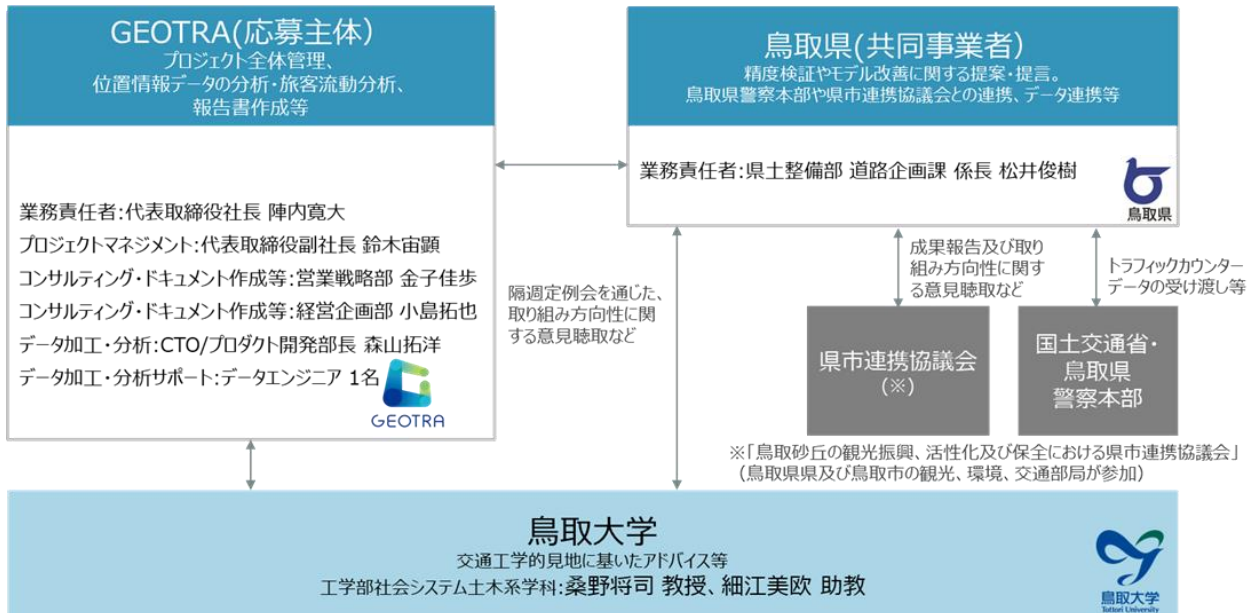 GEOTRA(応募主体)
プロジェクト全体管理、
位置情報データの分析・旅客流動分析、
報告書作成等
業務責任者:代表取締役社長 陣内寛大
プロジェクトマネジメント:代表取締役副社長 鈴木宙顕
コンサルティング・ドキュメント作成等:営業戦略部 金子佳歩
コンサルティング・ドキュメント作成等:経営企画部 小島拓也
データ加工・分析:CTO/プロダクト開発部長 森山拓洋
データ加工・分析サポート:データエンジニア 1名
GEOTRA
鳥取県(共同事業者)
精度検証やモデル改善に関する提案・提言。
鳥取県警察本部や県市連携協議会との連携、データ連携等
業務責任者:県土整備部 道路企画課 係長 松井俊樹
鳥取県
隔週定例会を通じた、
取り組み方向性に関
する意見聴取など
成果報告及び取り
組み方向性に関す
る意見聴取など
トラフィックカウンター
データの受け渡し等
県市連携協議会
(※)
国土交通省・
鳥取県
警察本部
※「鳥取砂丘の観光振興、活性化及び保全における県市連携協議会」
(鳥取県県及び鳥取市の観光、環境、交通部局が参加)
鳥取大学
交通工学的見地に基いたアドバイス等
工学部社会システム土木系学科:桑野将司 教授、細江美欧 助教
鳥取大学
Tottori University